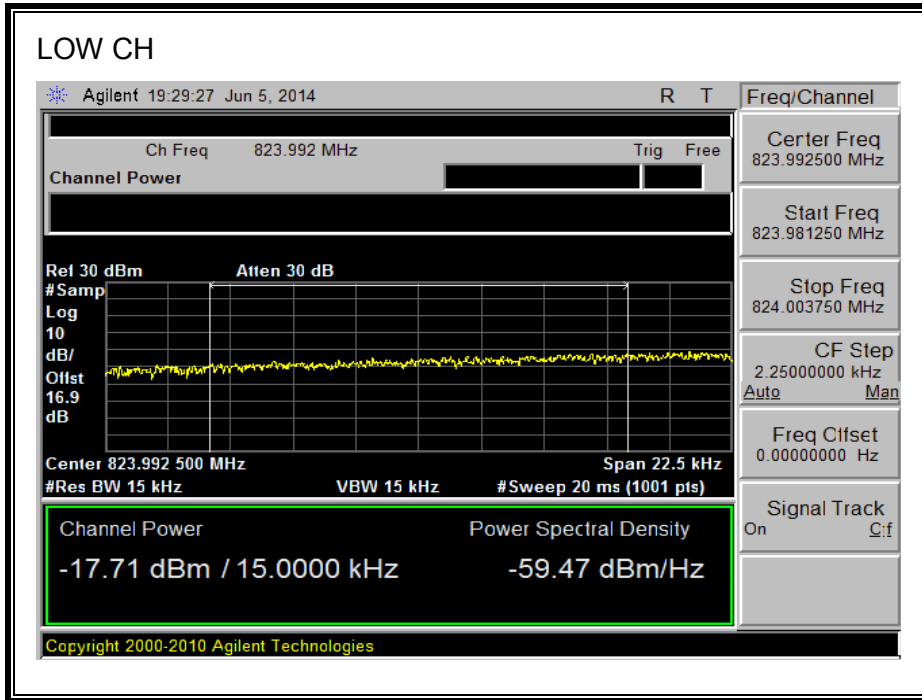 LOW CH
Agilent 19:29:27 Jun 5, 2014 R T
Freq/Channel
Ch Freq 823.992 MHz Trig Free
Channel Power
Ref 30 dBm Atten 30 dB
#Samp
Log
10
dB/
Offst
16.9
dB
Center 823.992 500 MHz Span 22.5 kHz
#Res BW 15 kHz VBW 15 kHz #Sweep 20 ms (1001 pts)
Channel Power Power Spectral Density
-17.71 dBm / 15.0000 kHz -59.47 dBm/Hz
Copyright 2000-2010 Agilent Technologies
Center Freq
823.992500 MHz
Start Freq
823.981250 MHz
Stop Freq
824.003750 MHz
CF Step
2.25000000 kHz
Auto Man
Freq Offset
0.00000000 Hz
Signal Track
On Off